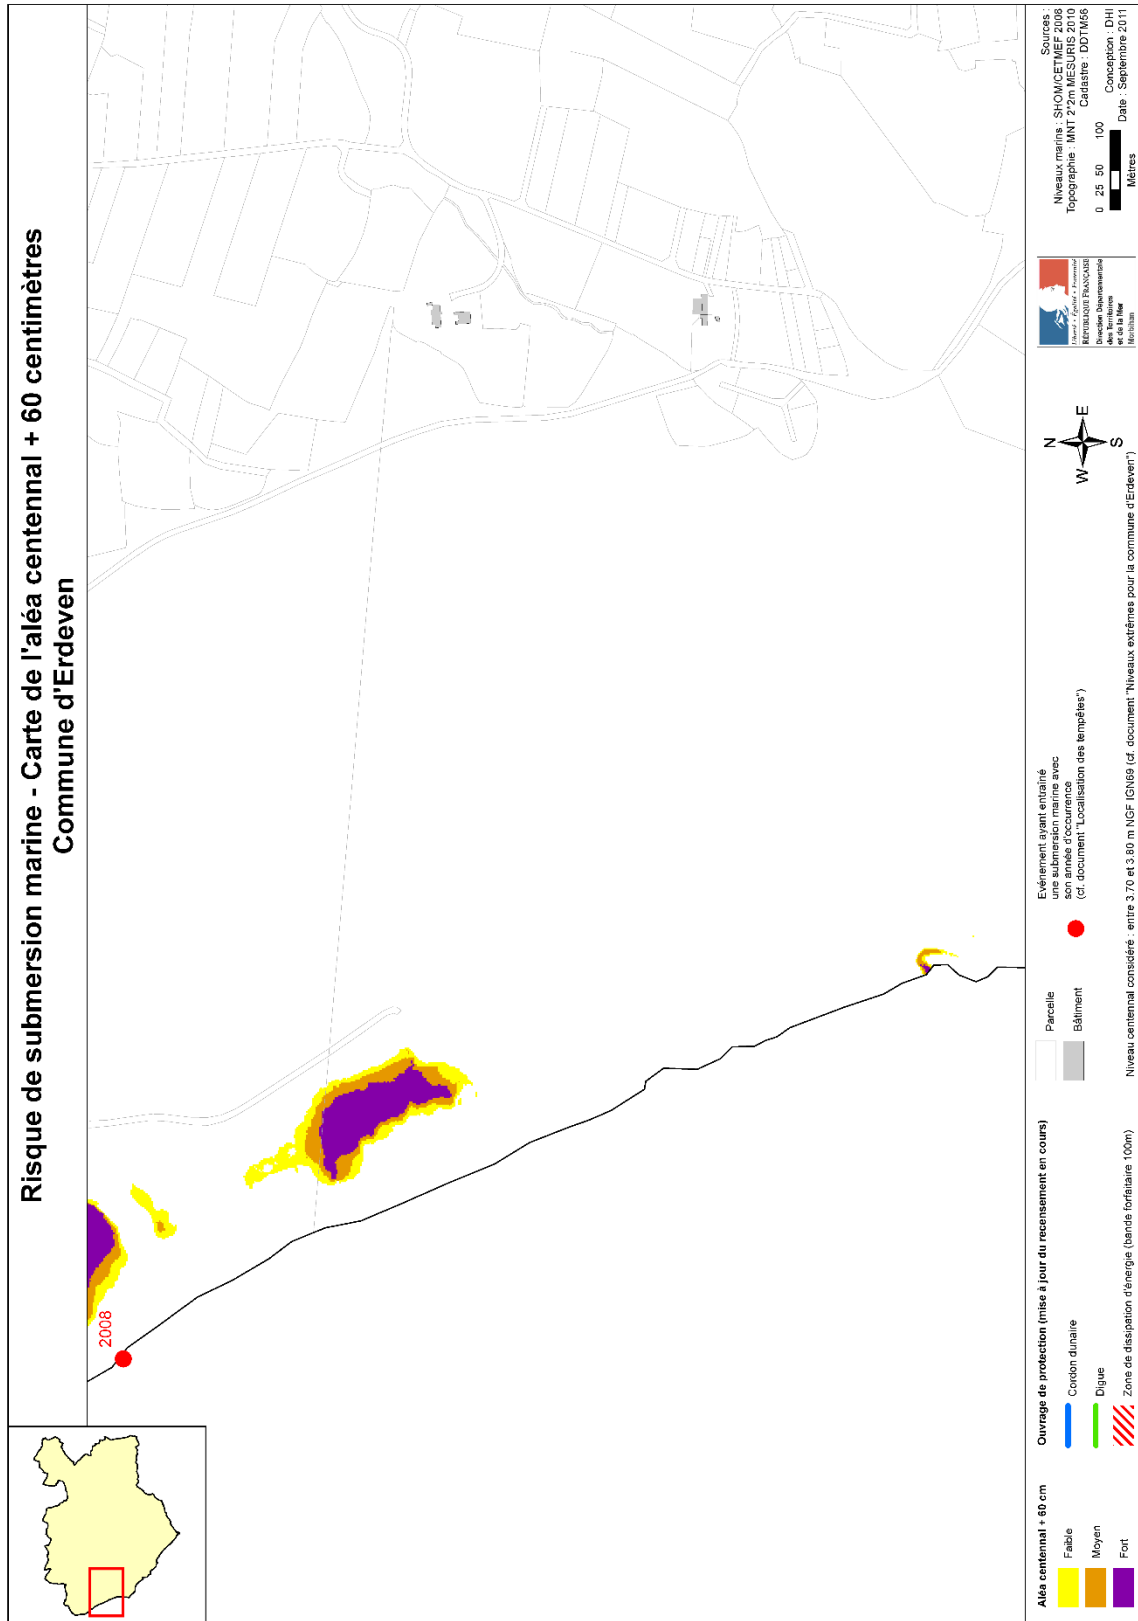 Risque de submersion marine - Carte de l'aléa centennal + 60 centimètres
Commune d'Erdeven
2008
Aléa centennal + 60 cm
Faible
Moyen
Fort
Ouvrage de protection (mise à jour du recensement en cours)
Cordon dunaire
Digue
Zone de dissipation d'énergie (bande forfaitaire 100m)
Parcelle
Bâtiment
Evénement ayant entraîné
une submersion marine avec
son année d'occurrence
(cf. document "Localisation des tempêtes")
Niveau centennal considéré : entre 3.70 et 3.80 m NGF IGN69 (cf. document "Niveaux extrêmes pour la commune d'Erdeven")
N
W
E
S
Liberté • Égalité • Fraternité
RÉPUBLIQUE FRANÇAISE
Direction Départementale
des Territoires
et de la Mer
Morbihan
Sources :
Niveaux marins : SHOM/CETMEF 2008
Topographie : MNT 2*2m MESURIS 2010
Cadastre : DDTM56
0 25 50 100
Mètres
Conception : DHI
Date : Septembre 2011